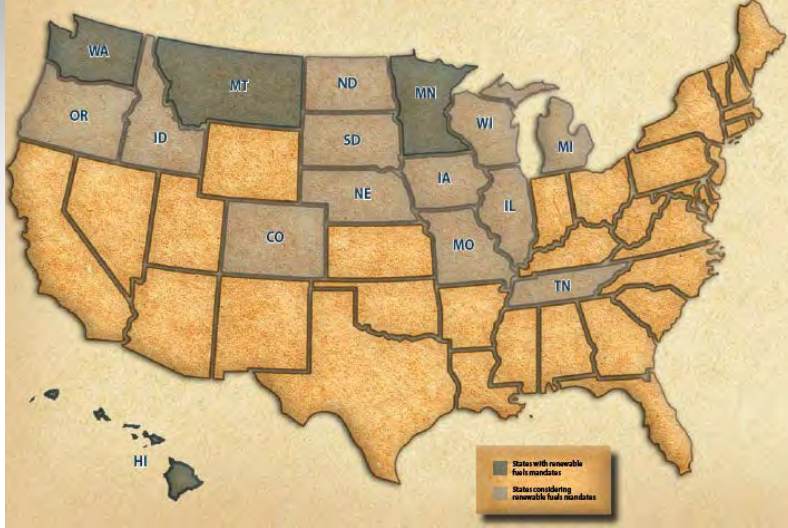 WA
MT
ND
MN
OR
ID
SD
WI
MI
NE
IA
IL
CO
MO
TN
HI
States with renewable
fuels mandates
States considering
renewable fuels mandates